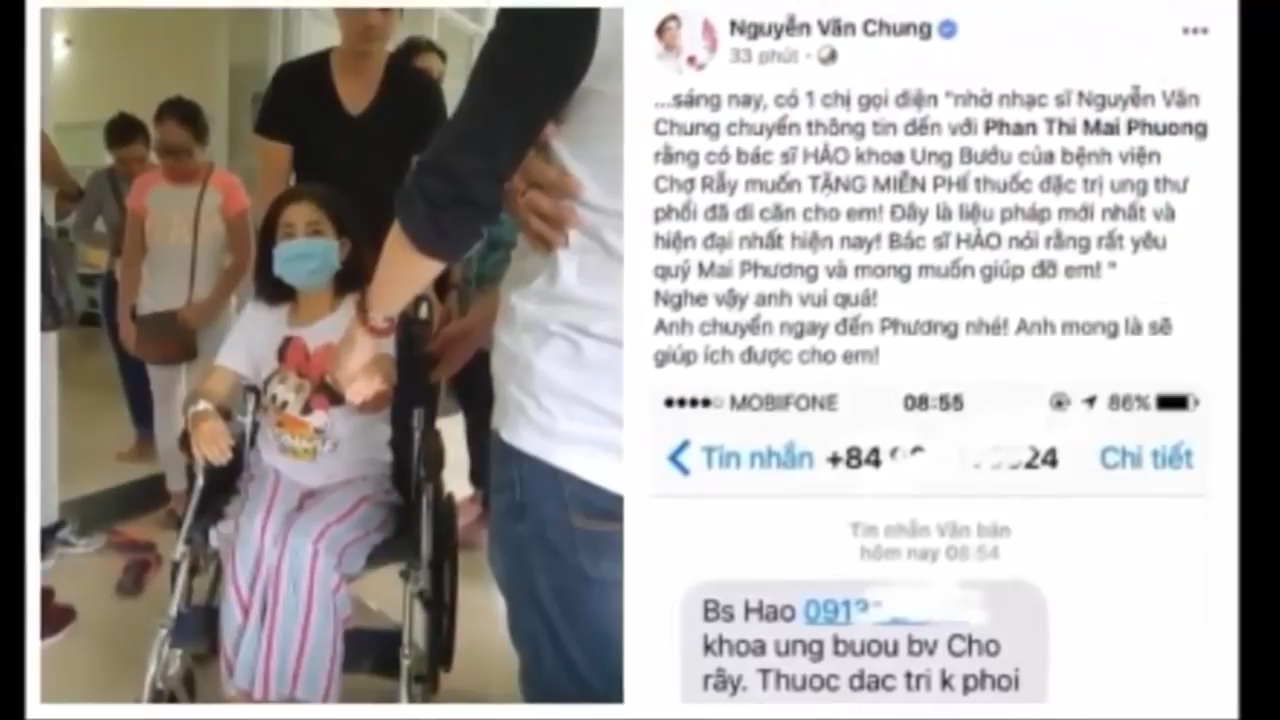 Nguyễn Văn Chung
33 phút
...sáng nay, có 1 chị gọi điện "nhờ nhạc sĩ Nguyễn Văn
Chung chuyển thông tin đến với Phan Thi Mai Phuong
rằng có bác sĩ HẢO khoa Ung Bướu của bệnh viện
Chợ Rẫy muốn TẶNG MIỄN PHÍ thuốc đặc trị ung thư
phổi đã di căn cho em! Đây là liệu pháp mới nhất và
hiện đại nhất hiện nay! Bác sĩ HẢO nói rằng rất yêu
quý Mai Phương và mong muốn giúp đỡ em! "
Nghe vậy anh vui quá!
Anh chuyển ngay đến Phương nhé! Anh mong là sẽ
giúp ích được cho em!
MOBIFONE 08:55 86%
Tin nhắn +84 24 Chi tiết
Tin nhắn Văn bản
hôm nay 08:54
Bs Hao 091
khoa ung buou bv Cho
rây. Thuoc dac tri k phoi